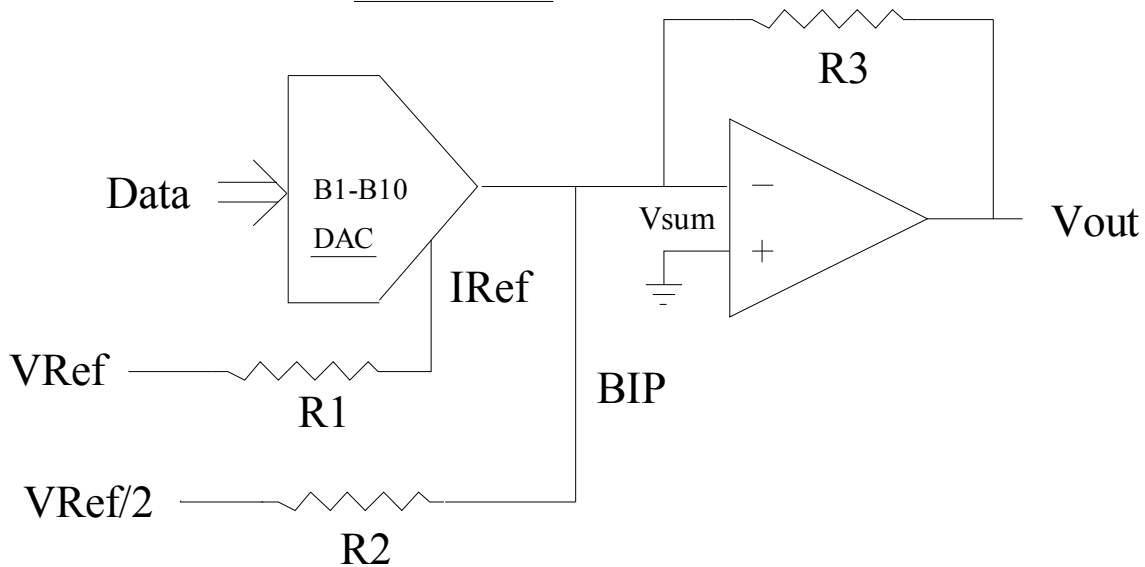 R3
Data
B1-B10
DAC
Vsum
−
+
Vout
IRef
VRef
R1
BIP
VRef/2
R2